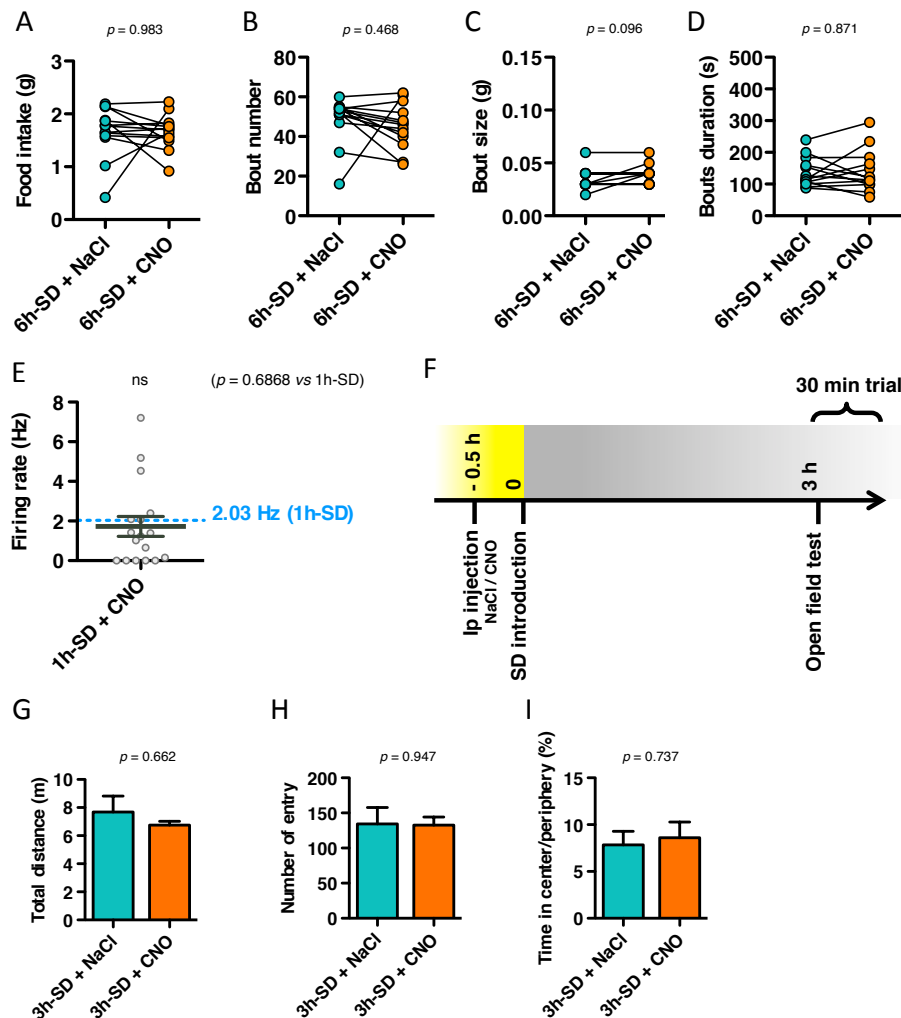 A
p = 0.983
Food intake (g)
3
2
1
0
6h-SD + NaCl
6h-SD + CNO
B
p = 0.468
Bout number
80
60
40
20
0
6h-SD + NaCl
6h-SD + CNO
C
p = 0.096
Bout size (g)
0.15
0.10
0.05
0.00
6h-SD + NaCl
6h-SD + CNO
D
p = 0.871
Bouts duration (s)
500
400
300
200
100
0
6h-SD + NaCl
6h-SD + CNO
E
ns
(p = 0.6868 vs 1h-SD)
Firing rate (Hz)
8
6
4
2
0
2.03 Hz (1h-SD)
1h-SD + CNO
F
30 min trial
- 0.5 h
0
3 h
Ip injection
NaCl / CNO
SD introduction
Open field test
G
p = 0.662
Total distance (m)
10
8
6
4
2
0
3h-SD + NaCl
3h-SD + CNO
H
p = 0.947
Number of entry
200
150
100
50
0
3h-SD + NaCl
3h-SD + CNO
I
p = 0.737
Time in center/periphery (%)
15
10
5
0
3h-SD + NaCl
3h-SD + CNO